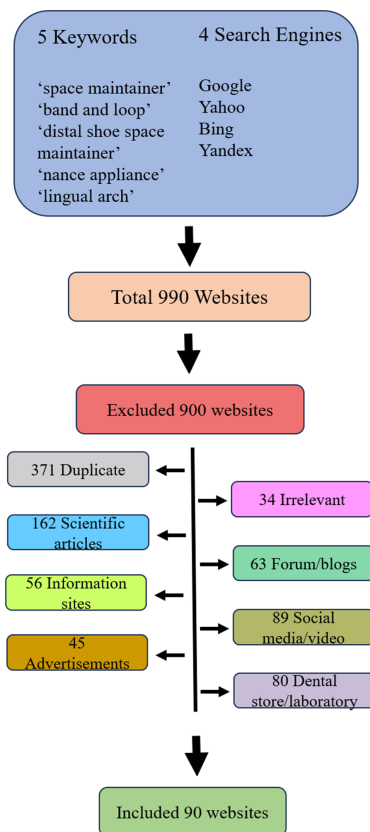 5 Keywords
4 Search Engines
‘space maintainer’
‘band and loop’
‘distal shoe space
maintainer’
‘nance appliance’
‘lingual arch’
Google
Yahoo
Bing
Yandex
Total 990 Websites
Excluded 900 websites
371 Duplicate
34 Irrelevant
162 Scientific
articles
63 Forum/blogs
56 Information
sites
89 Social
media/video
45
Advertisements
80 Dental
store/laboratory
Included 90 websites